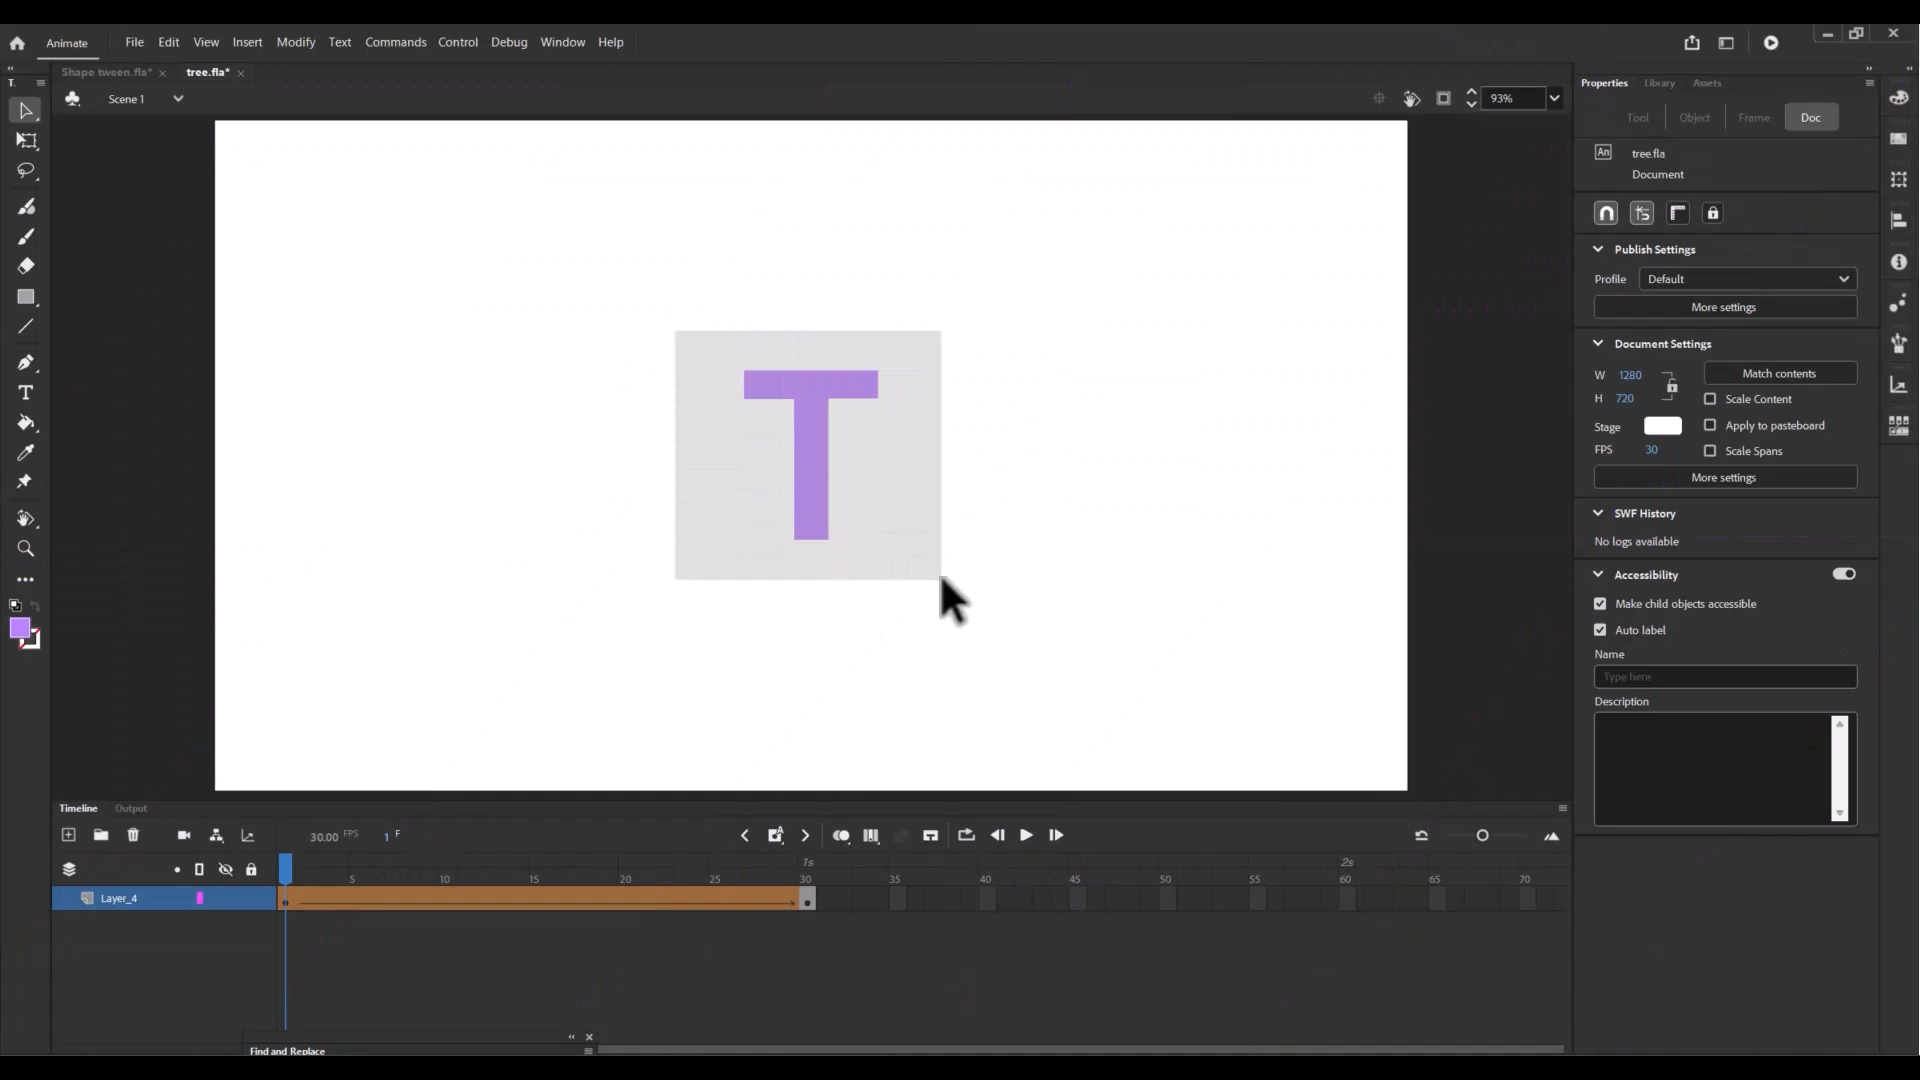 Animate File Edit View Insert Modify Text Commands Control Debug Window Help
Shape tween.fla* tree.fla*
T.
Scene 1
93%
T
Properties Library Assets
Tool Object Frame Doc
An tree.fla
Document
Publish Settings
Profile Default
More settings
Document Settings
W 1280 Match contents
H 720 Scale Content
Stage Apply to pasteboard
FPS 30 Scale Spans
More settings
SWF History
No logs available
Accessibility
Make child objects accessible
Auto label
Name
Type here
Description
Timeline Output
30.00 FPS 1 F
1s 2s
5 10 15 20 25 30 35 40 45 50 55 60 65 70
Layer_4
Find and Replace